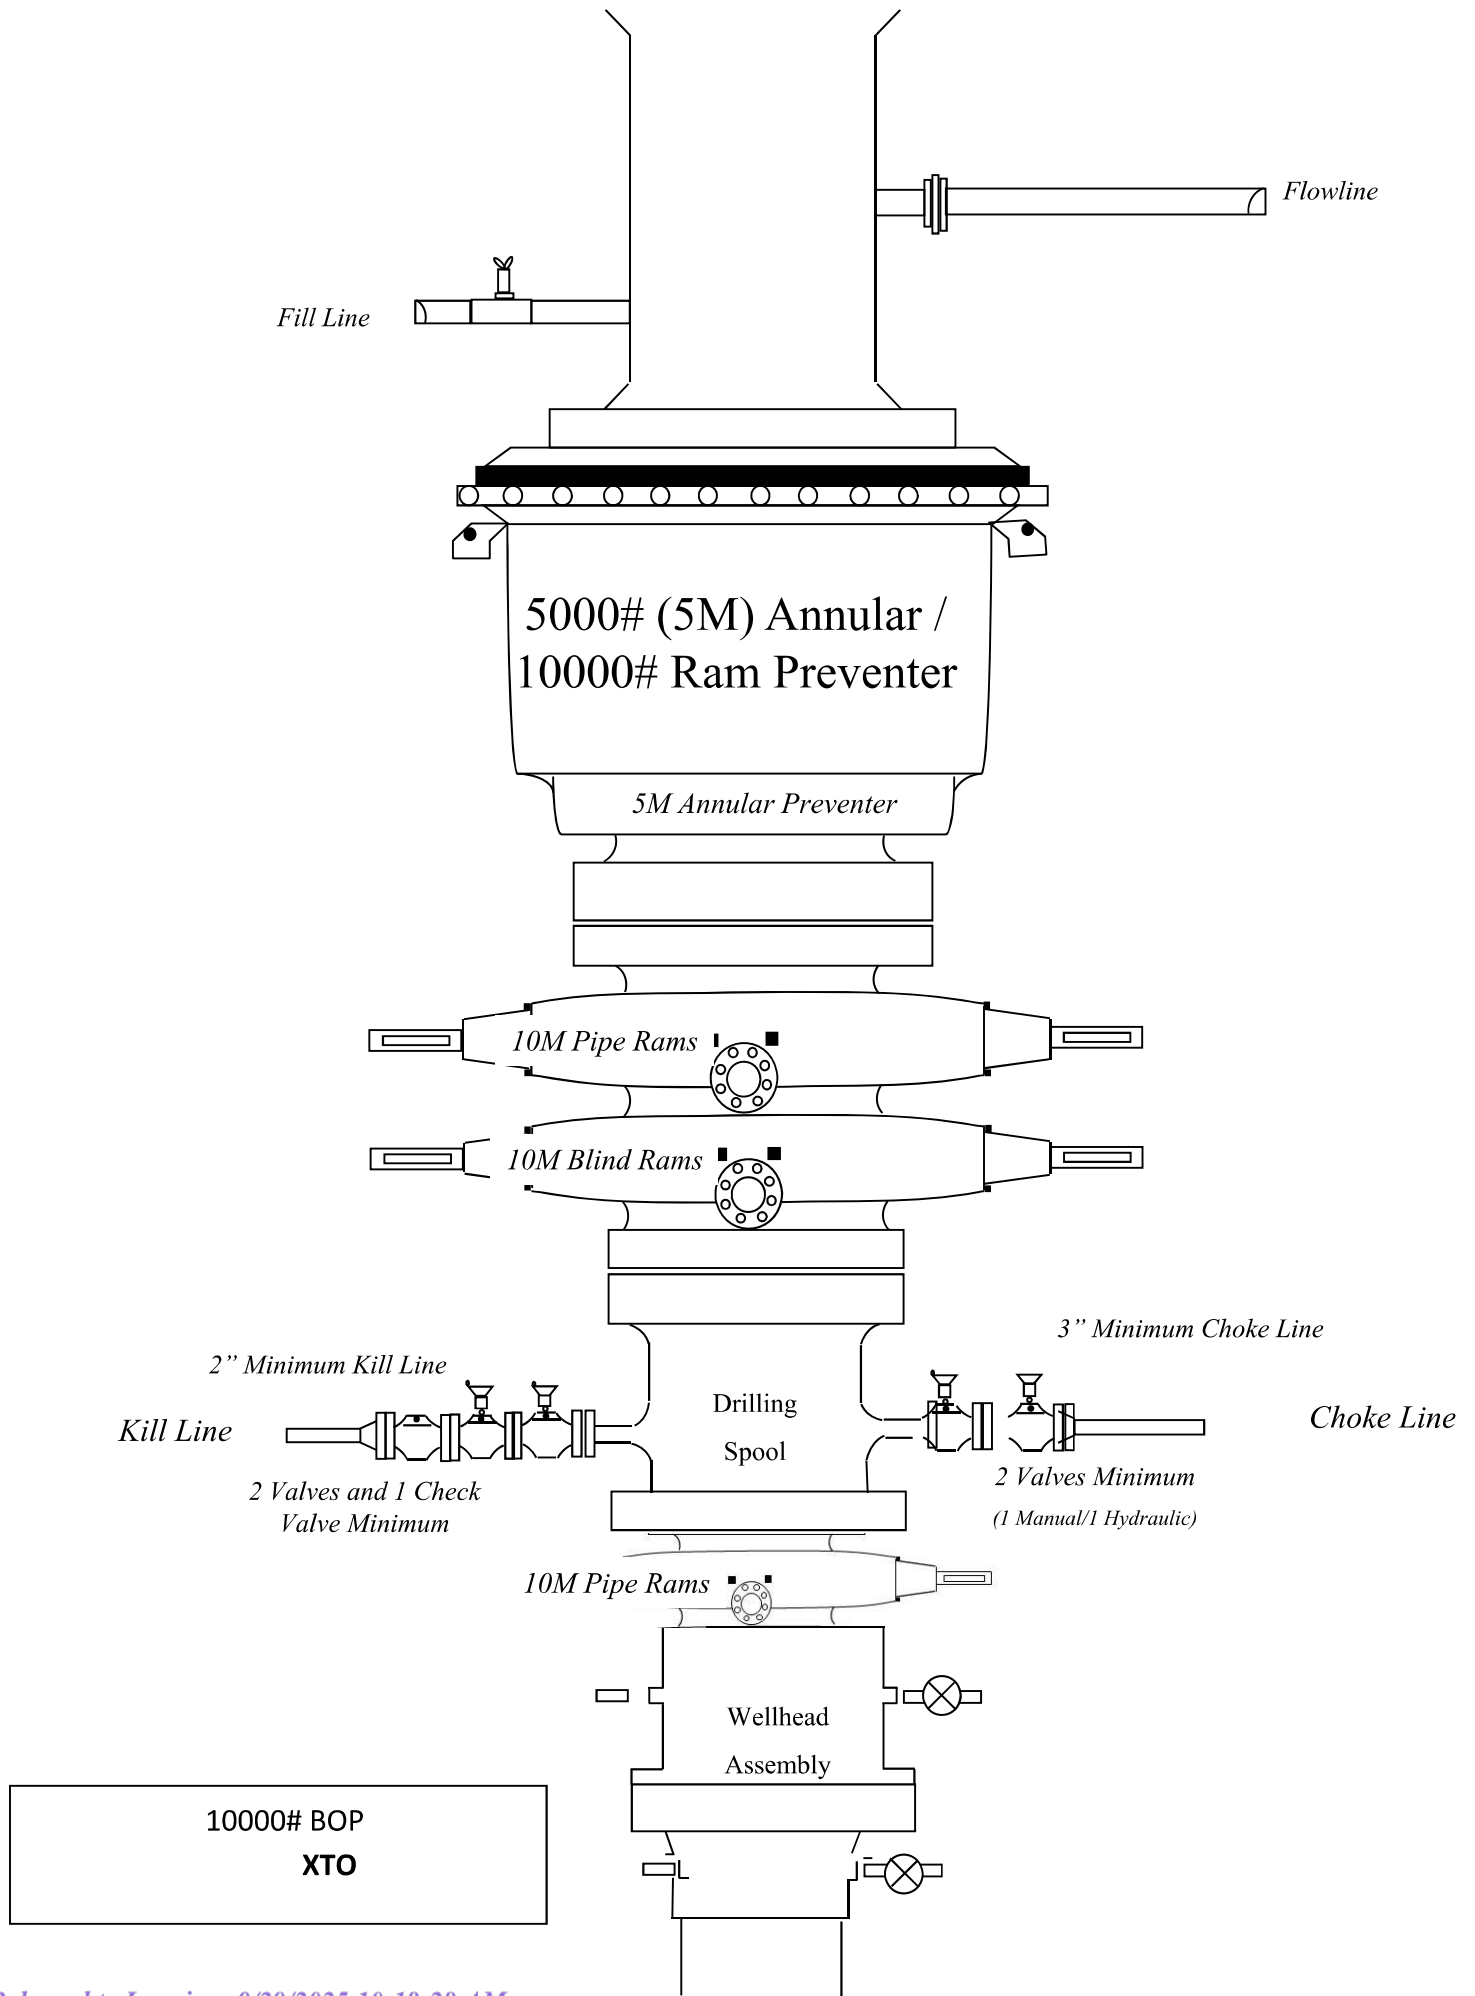 Flowline
Fill Line
5000# (5M) Annular /
10000# Ram Preventer
5M Annular Preventer
10M Pipe Rams
10M Blind Rams
3” Minimum Choke Line
2” Minimum Kill Line
Drilling
Spool
Kill Line
Choke Line
2 Valves and 1 Check
Valve Minimum
2 Valves Minimum
(1 Manual/1 Hydraulic)
10M Pipe Rams
Wellhead
Assembly
10000# BOP
XTO